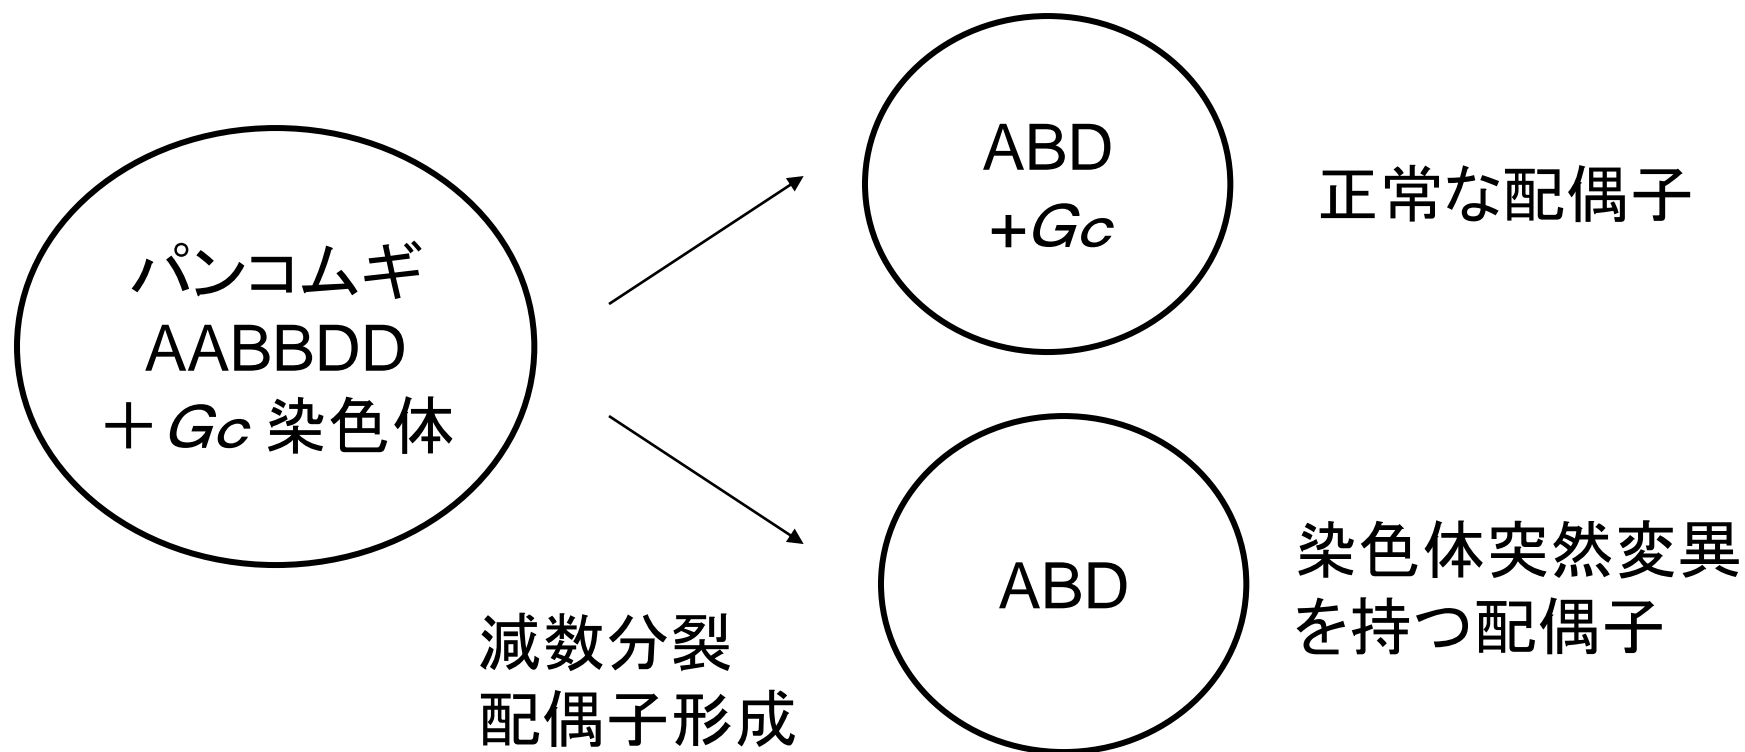 パンコムギ
AABBDD
＋Gc 染色体
ABD
+Gc
正常な配偶子
ABD
染色体突然変異
を持つ配偶子
減数分裂
配偶子形成